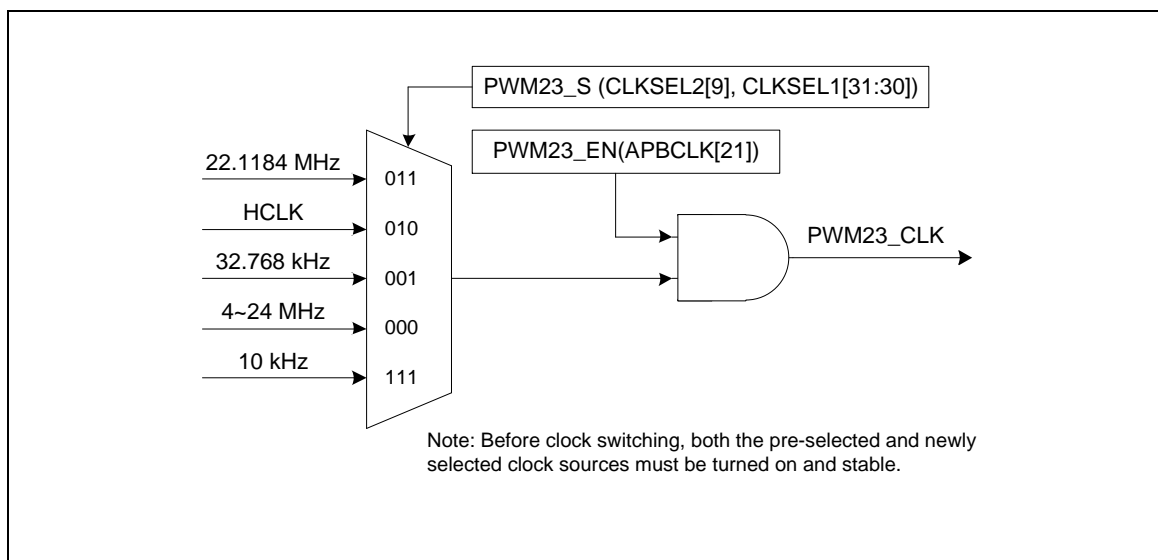 PWM23_S (CLKSEL2[9], CLKSEL1[31:30])
PWM23_EN(APBCLK[21])
22.1184 MHz
011
HCLK
010
PWM23_CLK
32.768 kHz
001
4~24 MHz
000
10 kHz
111
Note: Before clock switching, both the pre-selected and newly
selected clock sources must be turned on and stable.